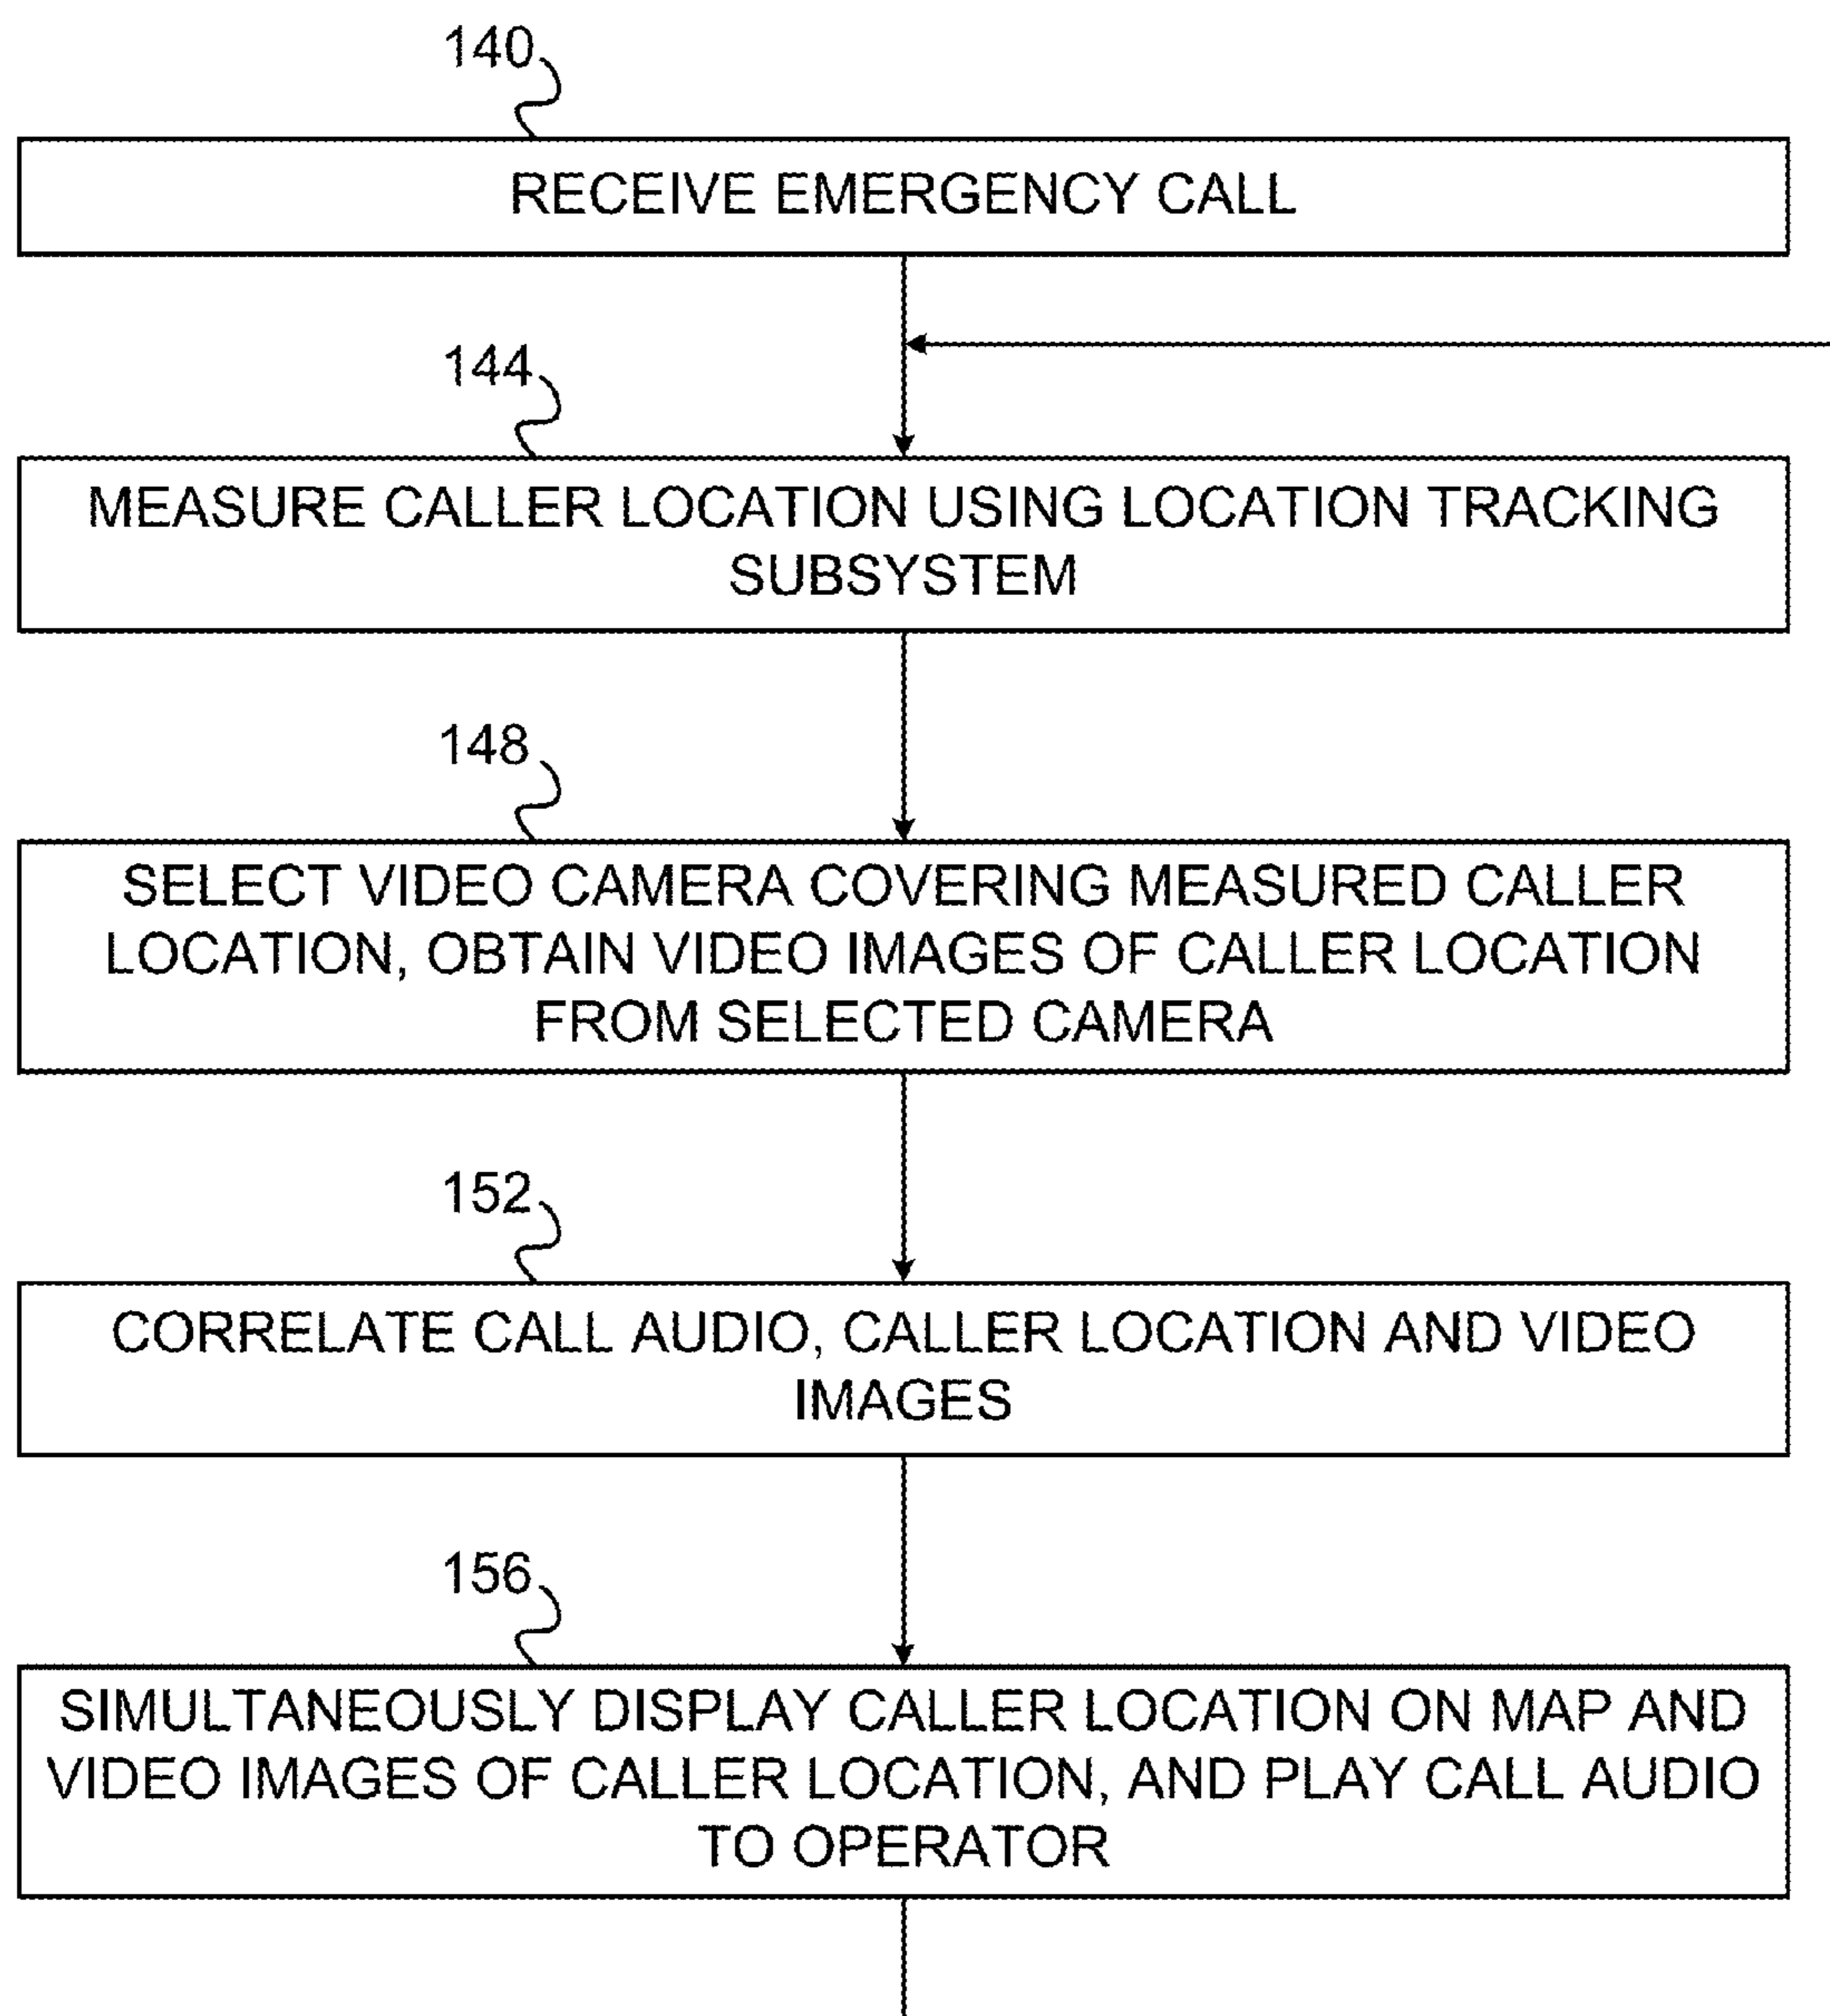 140
RECEIVE EMERGENCY CALL
144
MEASURE CALLER LOCATION USING LOCATION TRACKING
SUBSYSTEM
148
SELECT VIDEO CAMERA COVERING MEASURED CALLER
LOCATION, OBTAIN VIDEO IMAGES OF CALLER LOCATION
FROM SELECTED CAMERA
152
CORRELATE CALL AUDIO, CALLER LOCATION AND VIDEO
IMAGES
156
SIMULTANEOUSLY DISPLAY CALLER LOCATION ON MAP AND
VIDEO IMAGES OF CALLER LOCATION, AND PLAY CALL AUDIO
TO OPERATOR